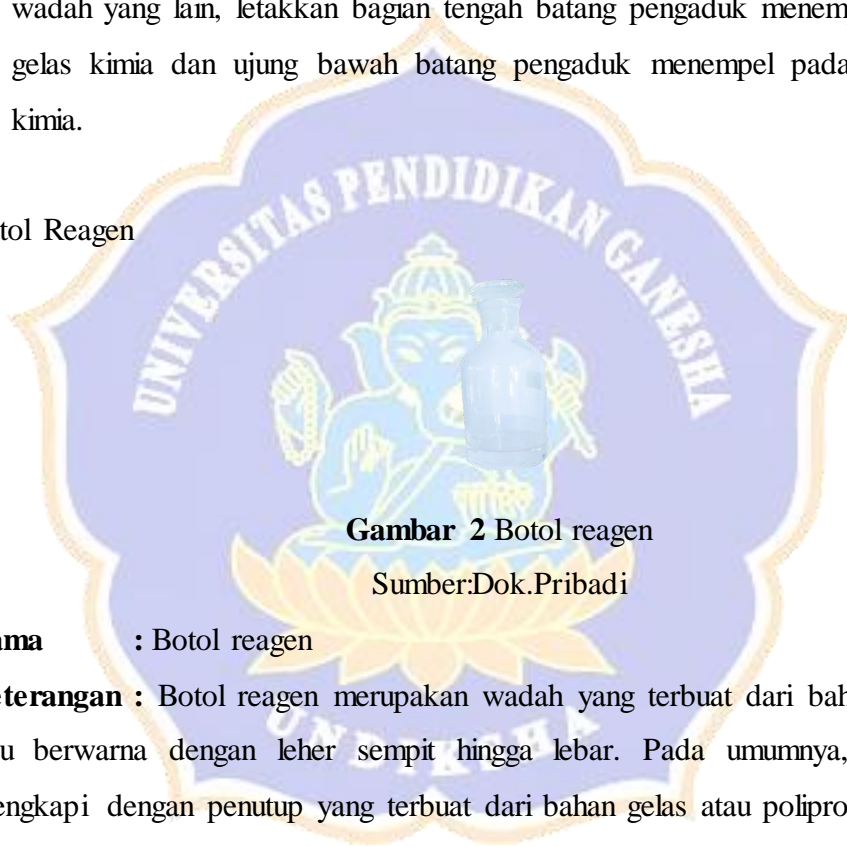 wadah yang lain, letakkan bagian tengah batang pengaduk menem
gelas kimia dan ujung bawah batang pengaduk menempel pada
kimia.
UNIVERSITAS PENDIDIKAN GANESHA
tol Reagen
Gambar 2 Botol reagen
Sumber:Dok.Pribadi
ama : Botol reagen
eterangan : Botol reagen merupakan wadah yang terbuat dari bah
u berwarna dengan leher sempit hingga lebar. Pada umumnya,
UNDIKSHA
engkapi dengan penutup yang terbuat dari bahan gelas atau polipro